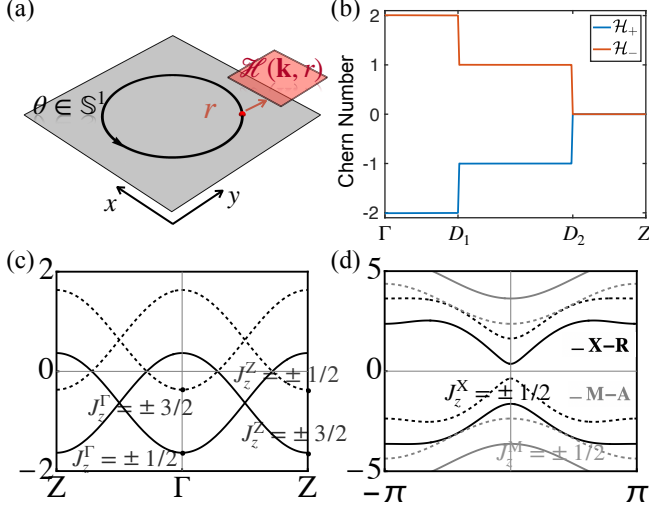 (a)
ℋ(k, r)
θ ∈ 𝕊¹
r
x
y
(b)
Chern Number
2
1
0
-1
-2
Γ
D₁
D₂
Z
ℋ₊
ℋ₋
(c)
2
0
−2
Z
Γ
Z
J_z^Z = ± 1/2
J_z^Γ = ± 3/2
J_z^Z = ± 3/2
J_z^Γ = ± 1/2
(d)
5
0
−5
−π
π
X–R
J_z^X = ± 1/2
M–A
J_z^M = ± 1/2